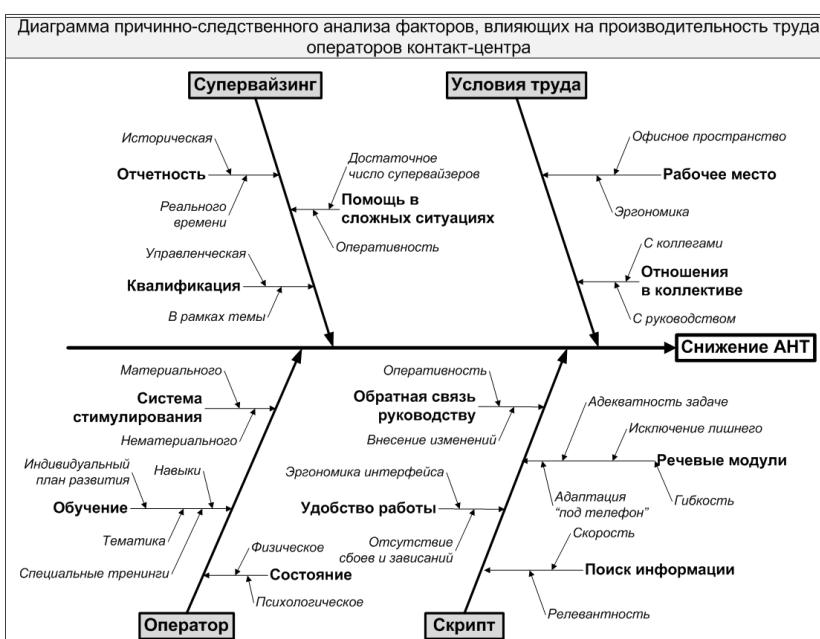 Диаграмма причинно-следственного анализа факторов, влияющих на производительность труда
операторов контакт-центра
Супервайзинг
Условия труда
Историческая
Отчетность
Реального
времени
Достаточное
число супервайзеров
Помощь в
сложных ситуациях
Оперативность
Управленческая
Квалификация
В рамках темы
Офисное пространство
Рабочее место
Эргономика
С коллегами
Отношения
в коллективе
С руководством
Снижение АНТ
Материального
Система
стимулирования
Нематериального
Индивидуальный
план развития
Навыки
Обучение
Тематика
Специальные тренинги
Физическое
Состояние
Психологическое
Оператор
Оперативность
Обратная связь
руководству
Внесение изменений
Эргономика интерфейса
Удобство работы
Отсутствие
сбоев и зависаний
Адекватность задаче
Исключение лишнего
Речевые модули
Адаптация
"под телефон"
Гибкость
Скорость
Поиск информации
Релевантность
Скрипт